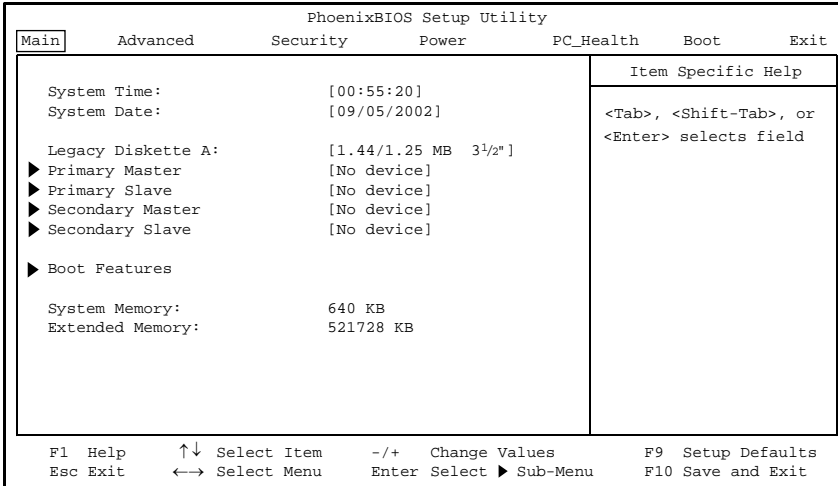 PhoenixBIOS Setup Utility
Main Advanced Security Power PC_Health Boot Exit
Item Specific Help
System Time: [00:55:20]
System Date: [09/05/2002] <Tab>, <Shift-Tab>, or
<Enter> selects field
Legacy Diskette A: [1.44/1.25 MB 3 1/2"]
▶ Primary Master [No device]
▶ Primary Slave [No device]
▶ Secondary Master [No device]
▶ Secondary Slave [No device]
▶ Boot Features
System Memory: 640 KB
Extended Memory: 521728 KB
F1 Help ↑↓ Select Item -/+ Change Values F9 Setup Defaults
Esc Exit ←→ Select Menu Enter Select ▶ Sub-Menu F10 Save and Exit